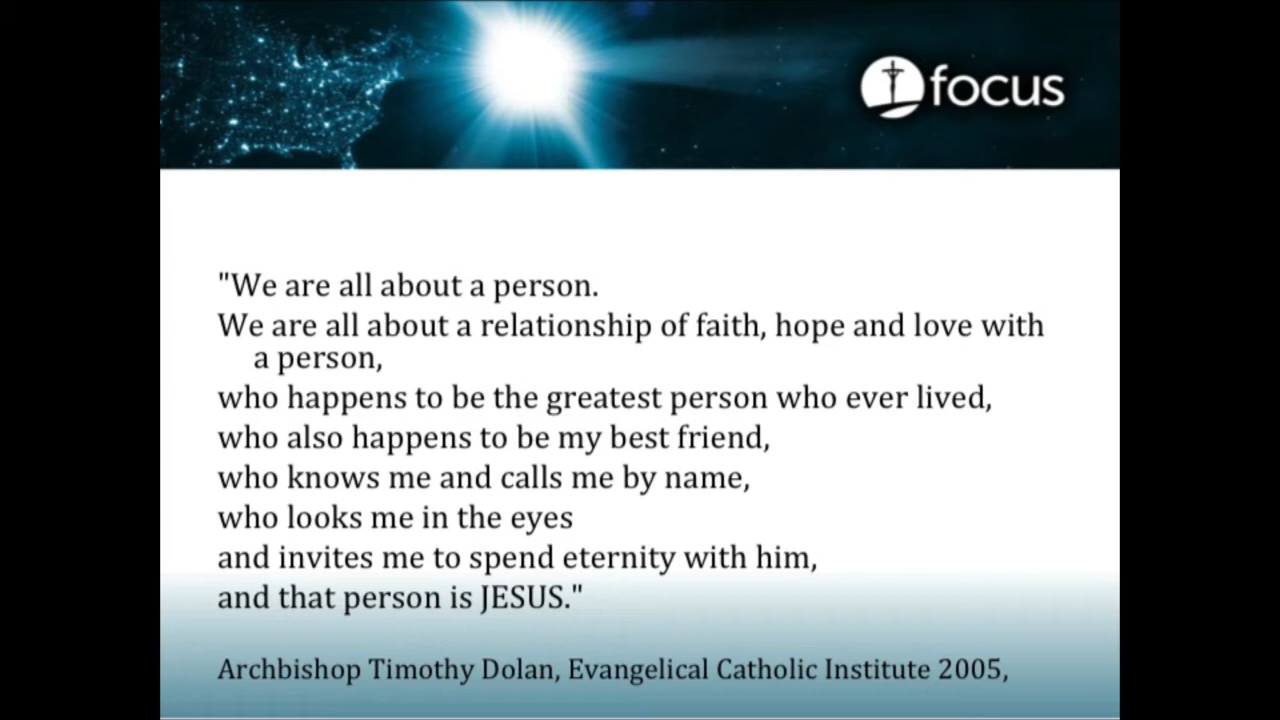 focus
"We are all about a person.
We are all about a relationship of faith, hope and love with
a person,
who happens to be the greatest person who ever lived,
who also happens to be my best friend,
who knows me and calls me by name,
who looks me in the eyes
and invites me to spend eternity with him,
and that person is JESUS."
Archbishop Timothy Dolan, Evangelical Catholic Institute 2005,